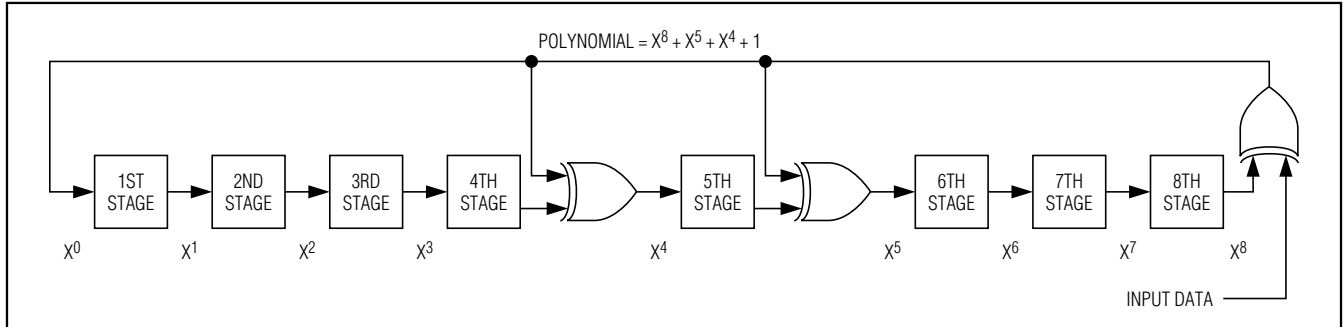 POLYNOMIAL = X⁸ + X⁵ + X⁴ + 1
1ST
STAGE
2ND
STAGE
3RD
STAGE
4TH
STAGE
5TH
STAGE
6TH
STAGE
7TH
STAGE
8TH
STAGE
X⁰ X¹ X² X³ X⁴ X⁵ X⁶ X⁷ X⁸
INPUT DATA